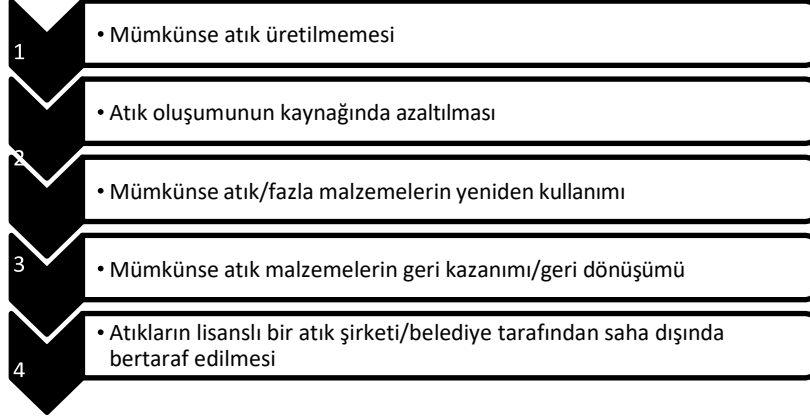 1
• Mümkünse atık üretilmemesi
• Atık oluşumunun kaynağında azaltılması
2
• Mümkünse atık/fazla malzemelerin yeniden kullanımı
3
• Mümkünse atık malzemelerin geri kazanımı/geri dönüşümü
• Atıkların lisanslı bir atık şirketi/belediye tarafından saha dışında
bertaraf edilmesi
4